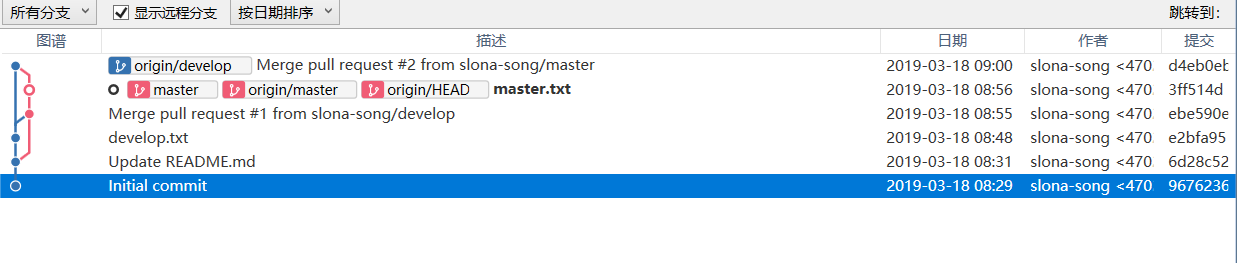 所有分支 显示远程分支 按日期排序 跳转到:
图谱 描述 日期 作者 提交
origin/develop Merge pull request #2 from slona-song/master 2019-03-18 09:00 slona-song <470. d4eb0eb
master origin/master origin/HEAD master.txt 2019-03-18 08:56 slona-song <470. 3ff514d
Merge pull request #1 from slona-song/develop 2019-03-18 08:55 slona-song <470. ebe590e
develop.txt 2019-03-18 08:48 slona-song <470. e2bfa95
Update README.md 2019-03-18 08:31 slona-song <470. 6d28c52
Initial commit 2019-03-18 08:29 slona-song <470. 9676236